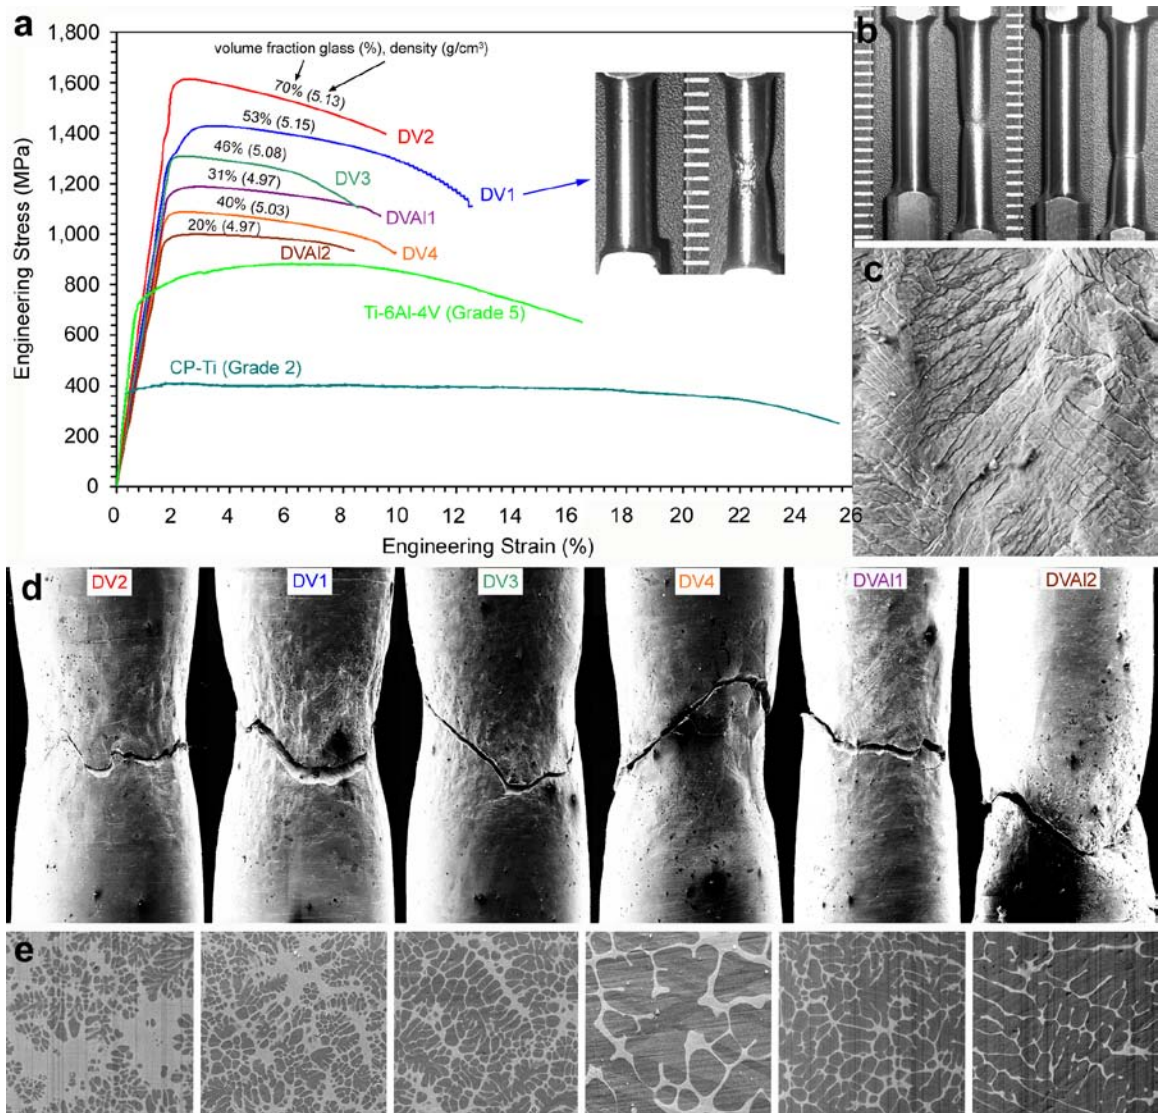 a
1,800
1,600
1,400
1,200
1,000
800
600
400
200
0
Engineering Stress (MPa)
0 2 4 6 8 10 12 14 16 18 20 22 24 26
Engineering Strain (%)
volume fraction glass (%), density (g/cm³)
70% (5.13)
DV2
53% (5.15)
DV1
46% (5.08)
DV3
31% (4.97)
DVAl1
40% (5.03)
DV4
20% (4.97)
DVAl2
Ti-6Al-4V (Grade 5)
CP-Ti (Grade 2)
b
c
d
DV2
DV1
DV3
DV4
DVAl1
DVAl2
e